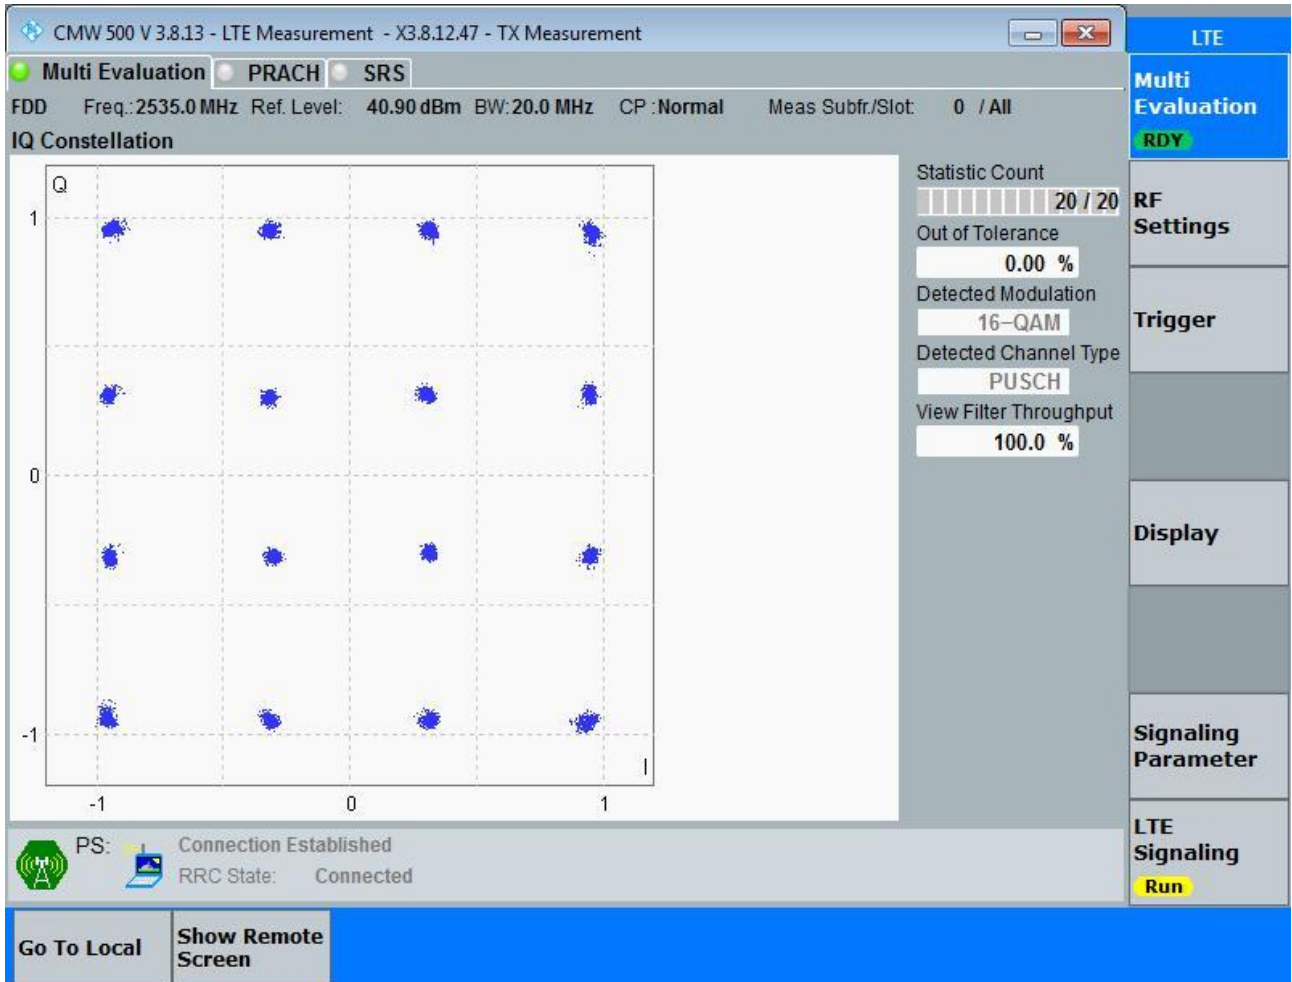 CMW 500 V 3.8.13 - LTE Measurement - X3.8.12.47 - TX Measurement
LTE
Multi Evaluation PRACH SRS
FDD Freq.: 2535.0 MHz Ref. Level: 40.90 dBm BW: 20.0 MHz CP : Normal Meas Subfr./Slot: 0 / All
IQ Constellation
Q
1
0
-1
I
-1 0 1
Statistic Count
20 / 20
Out of Tolerance
0.00 %
Detected Modulation
16-QAM
Detected Channel Type
PUSCH
View Filter Throughput
100.0 %
Multi
Evaluation
RDY
RF
Settings
Trigger
Display
Signaling
Parameter
LTE
Signaling
Run
PS: Connection Established
RRC State: Connected
Go To Local
Show Remote
Screen